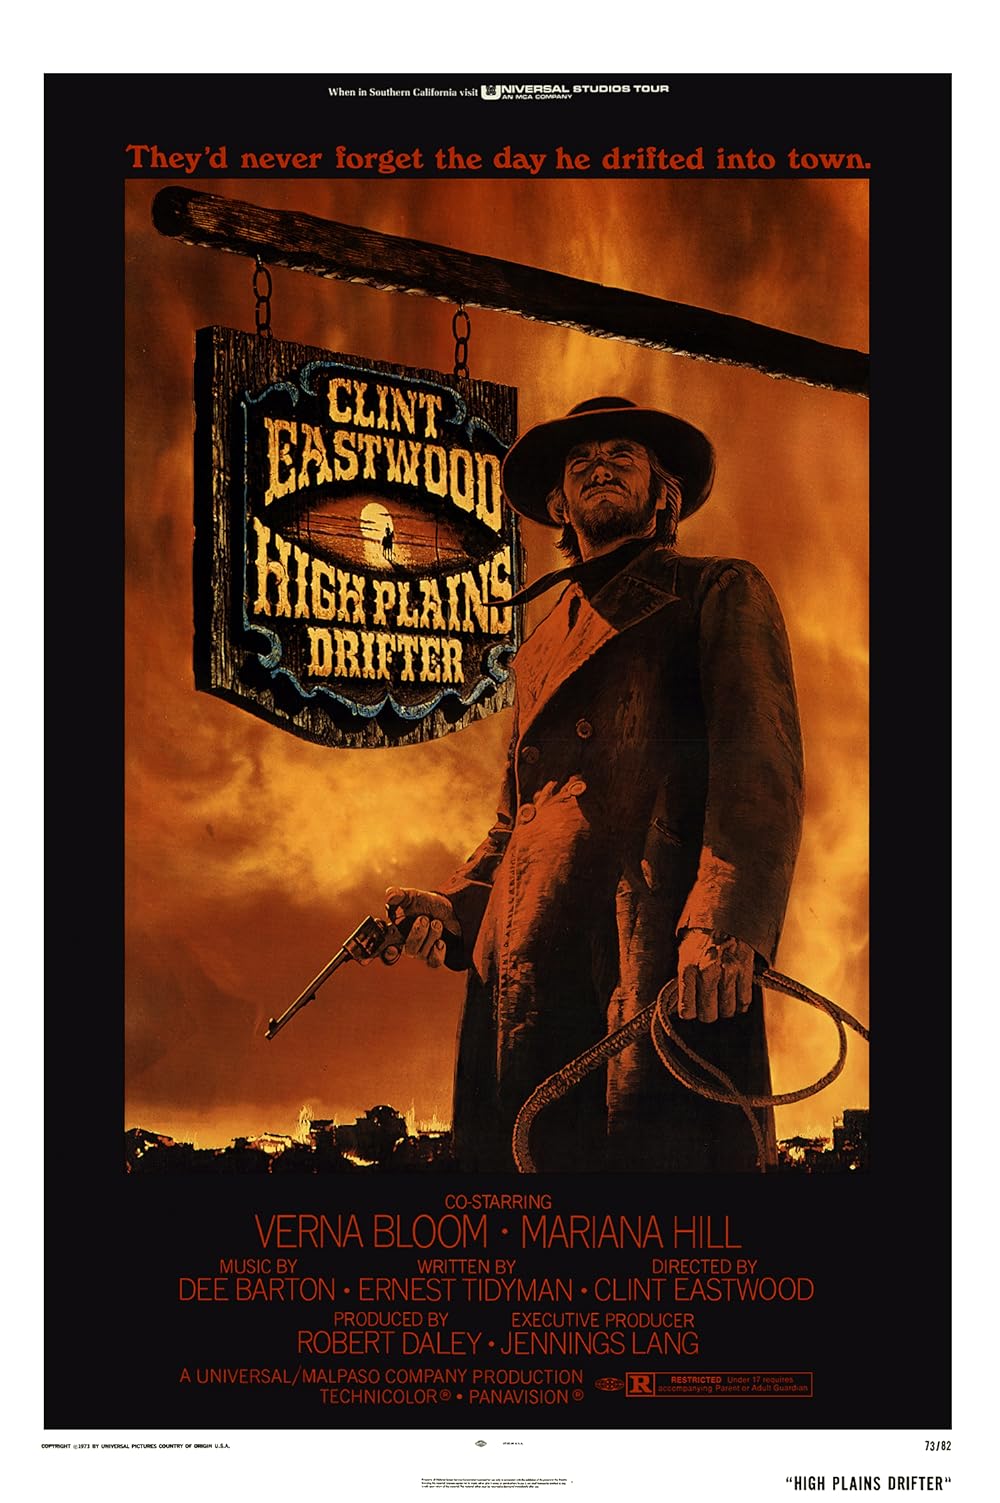 When in Southern California visit UNIVERSAL STUDIOS TOUR
AN MCA COMPANY
They'd never forget the day he drifted into town.
CLINT
EASTWOOD
HIGH PLAINS
DRIFTER
CO-STARRING
VERNA BLOOM · MARIANA HILL
MUSIC BY WRITTEN BY DIRECTED BY
DEE BARTON · ERNEST TIDYMAN · CLINT EASTWOOD
PRODUCED BY EXECUTIVE PRODUCER
ROBERT DALEY · JENNINGS LANG
A UNIVERSAL/MALPASO COMPANY PRODUCTION
TECHNICOLOR® · PANAVISION®
R RESTRICTED Under 17 requires
accompanying Parent or Adult Guardian
COPYRIGHT ©1973 BY UNIVERSAL PICTURES COUNTRY OF ORIGIN U.S.A.
73/82
"HIGH PLAINS DRIFTER"